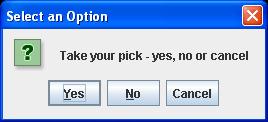 Select an Option
Take your pick - yes, no or cancel
Yes
No
Cancel